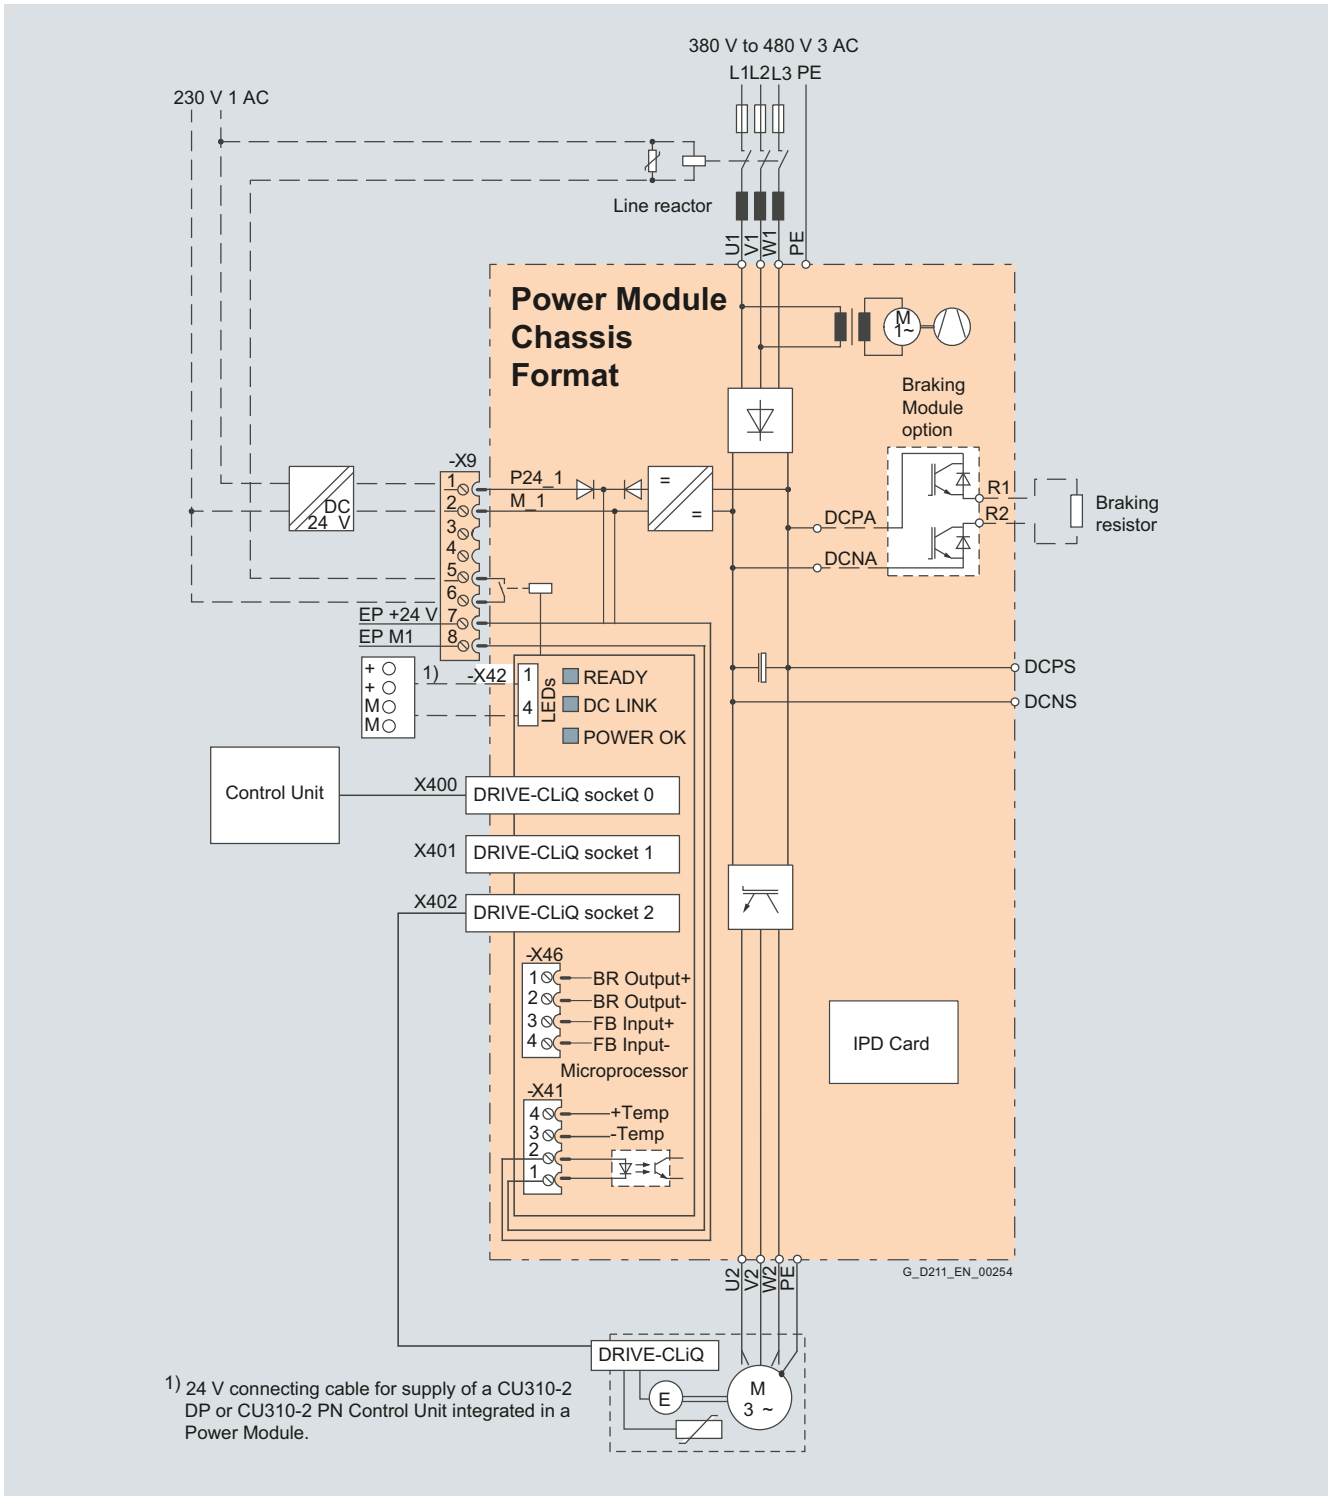 380 V to 480 V 3 AC
L1 L2 L3 PE
230 V 1 AC
Line reactor
U1
V1
W1
PE
Power Module
Chassis
Format
M
1~
Braking
Module
option
-X9
1
2
3
4
5
6
7
8
P24_1
M_1
DC
24 V
=
=
R1
R2
Braking
resistor
DCPA
DCNA
EP +24 V
EP M1
+
+
M
M
1)
-X42
1
4
LEDs
READY
DC LINK
POWER OK
DCPS
DCNS
Control Unit
X400
DRIVE-CLiQ socket 0
X401
DRIVE-CLiQ socket 1
X402
DRIVE-CLiQ socket 2
-X46
1 BR Output+
2 BR Output-
3 FB Input+
4 FB Input-
Microprocessor
IPD Card
-X41
4 +Temp
3 -Temp
2
1
U2
V2
W2
PE
G_D211_EN_00254
DRIVE-CLiQ
E
M
3 ~
1) 24 V connecting cable for supply of a CU310-2
DP or CU310-2 PN Control Unit integrated in a
Power Module.